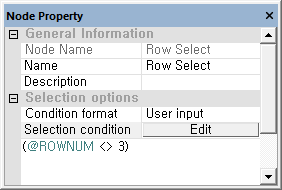 Node Property
General Information
Node Name Row Select
Name Row Select
Description
Selection options
Condition format User input
Selection condition Edit
(@ROWNUM <> 3)